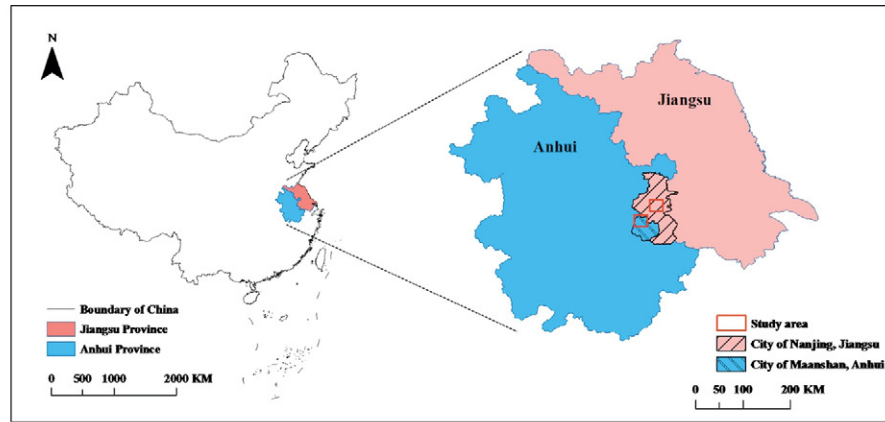 N
Jiangsu
Anhui
Boundary of China
Jiangsu Province
Anhui Province
0 500 1000 2000 KM
Study area
City of Nanjing, Jiangsu
City of Maanshan, Anhui
0 50 100 200 KM